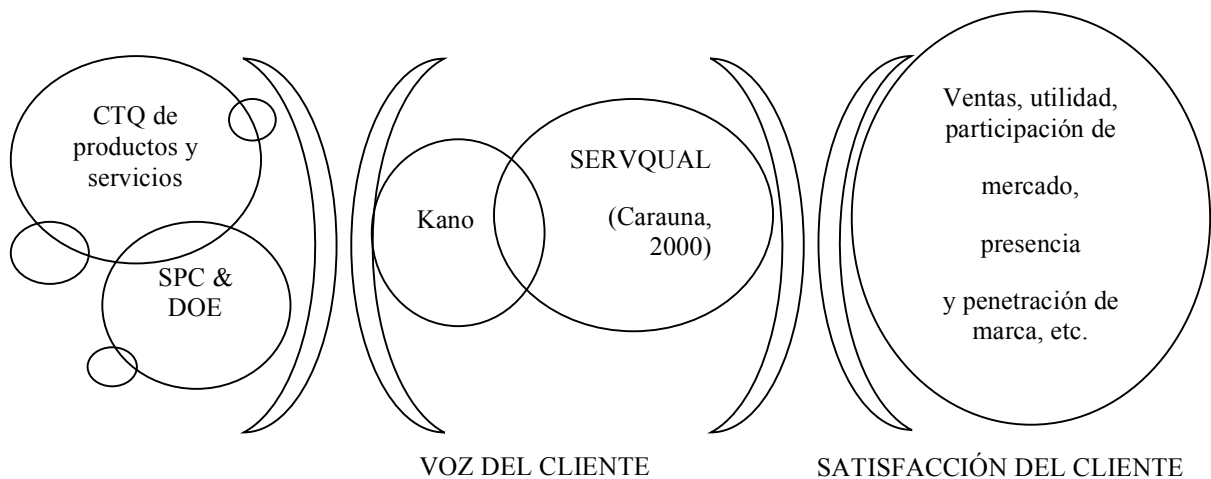 CTQ de
productos y
servicios
SPC &
DOE
Kano
SERVQUAL
(Carauna,
2000)
Ventas, utilidad,
participación de
mercado,
presencia
y penetración de
marca, etc.
VOZ DEL CLIENTE
SATISFACCIÓN DEL CLIENTE